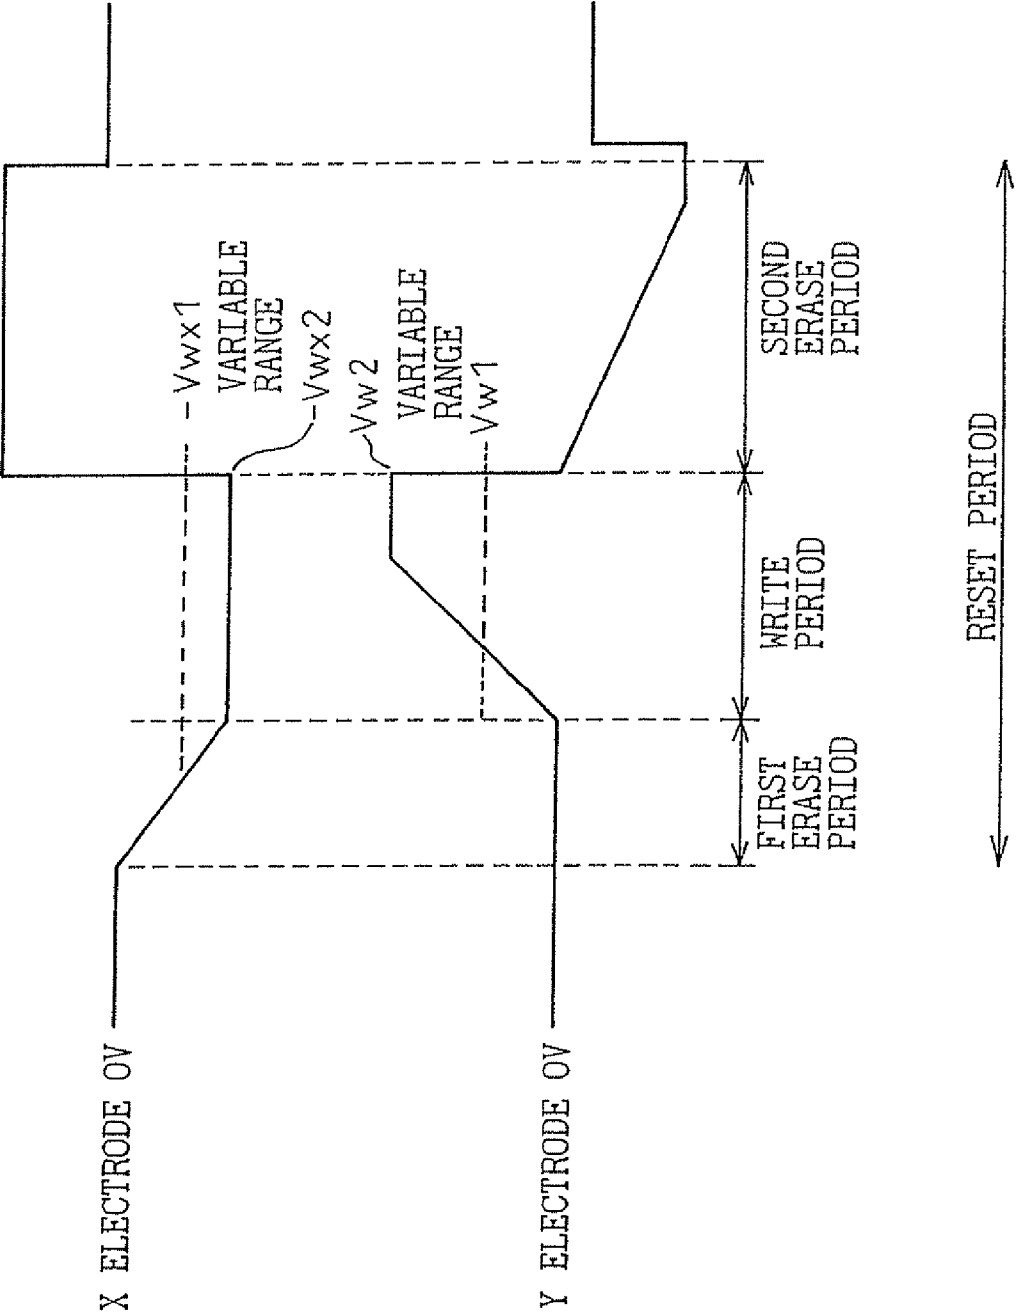 X ELECTRODE 0V
Vwx1
VARIABLE
RANGE
Vwx2
Vw2
VARIABLE
RANGE
Vw1
Y ELECTRODE 0V
FIRST
ERASE
PERIOD
WRITE
PERIOD
SECOND
ERASE
PERIOD
RESET PERIOD